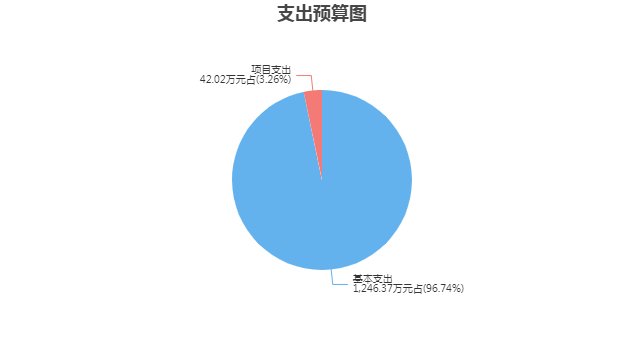 支出预算图
项目支出
42.02万元占(3.26%)
基本支出
1,246.37万元占(96.74%)